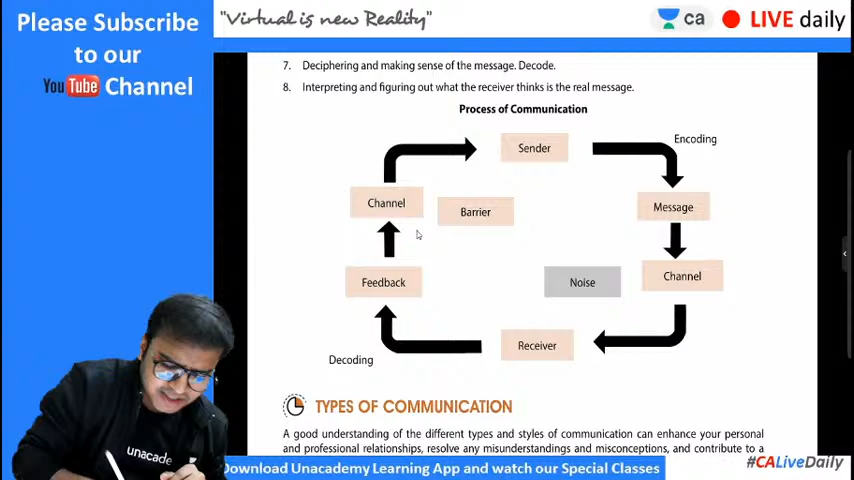 Please Subscribe
to our
YouTube Channel
"Virtual is new Reality"
ca
LIVE daily
7. Deciphering and making sense of the message. Decode.
8. Interpreting and figuring out what the receiver thinks is the real message.
Process of Communication
Sender
Encoding
Channel
Barrier
Message
Feedback
Noise
Channel
Receiver
Decoding
TYPES OF COMMUNICATION
A good understanding of the different types and styles of communication can enhance your personal
and professional relationships, resolve any misunderstandings and misconceptions, and contribute to a
unacade
Download Unacademy Learning App and watch our Special Classes
#CALiveDaily